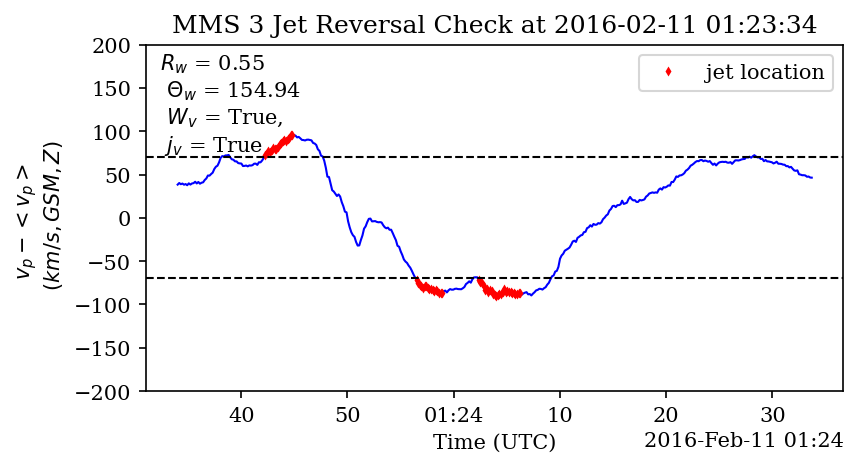 MMS 3 Jet Reversal Check at 2016-02-11 01:23:34
200
150
100
50
0
−50
−100
−150
−200
v_p − < v_p >
(km/s, GSM, Z)
R_w = 0.55
Θ_w = 154.94
W_v = True,
j_v = True
jet location
40 50 01:24 10 20 30
Time (UTC)
2016-Feb-11 01:24